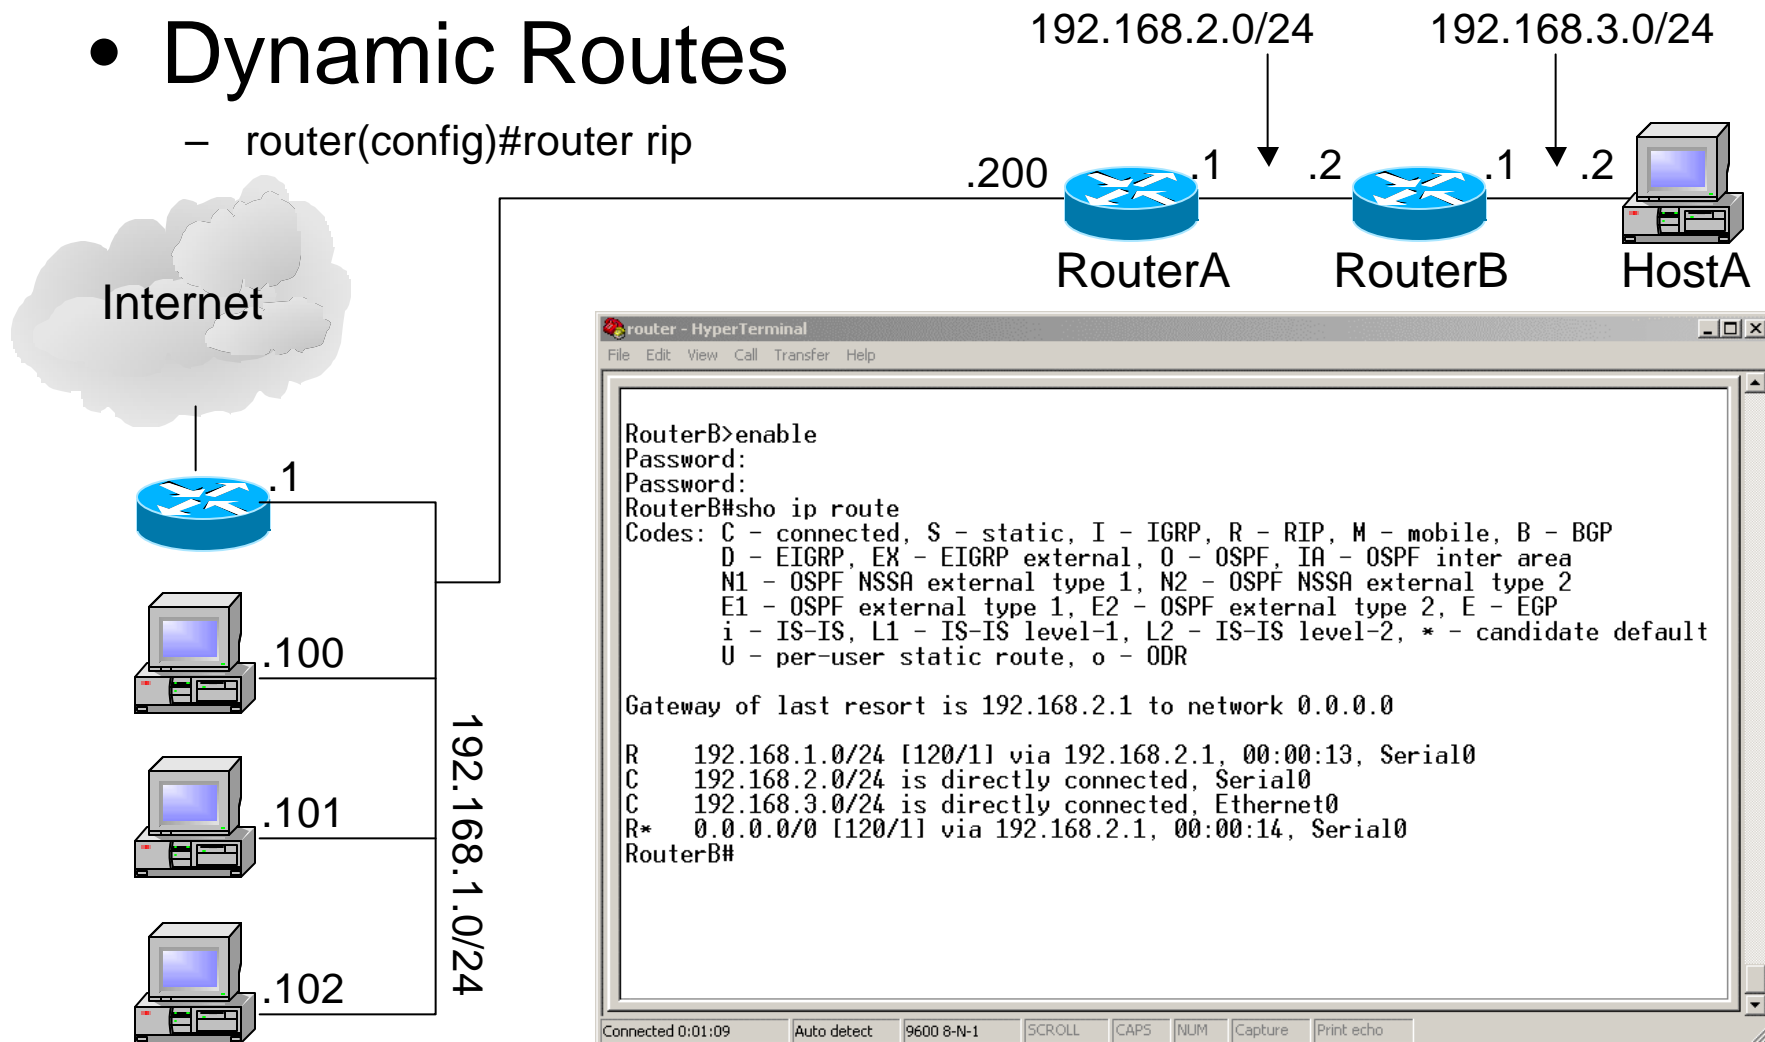 • Dynamic Routes
– router(config)#router rip
192.168.2.0/24
192.168.3.0/24
.200
.1
.2
.1
.2
RouterA
RouterB
HostA
Internet
.1
.100
.101
.102
192.168.1.0/24
router - HyperTerminal
File Edit View Call Transfer Help
RouterB>enable
Password:
Password:
RouterB#sho ip route
Codes: C - connected, S - static, I - IGRP, R - RIP, M - mobile, B - BGP
D - EIGRP, EX - EIGRP external, O - OSPF, IA - OSPF inter area
N1 - OSPF NSSA external type 1, N2 - OSPF NSSA external type 2
E1 - OSPF external type 1, E2 - OSPF external type 2, E - EGP
i - IS-IS, L1 - IS-IS level-1, L2 - IS-IS level-2, * - candidate default
U - per-user static route, o - ODR
Gateway of last resort is 192.168.2.1 to network 0.0.0.0
R 192.168.1.0/24 [120/1] via 192.168.2.1, 00:00:13, Serial0
C 192.168.2.0/24 is directly connected, Serial0
C 192.168.3.0/24 is directly connected, Ethernet0
R* 0.0.0.0/0 [120/1] via 192.168.2.1, 00:00:14, Serial0
RouterB#
Connected 0:01:09
Auto detect
9600 8-N-1
SCROLL
CAPS
NUM
Capture
Print echo